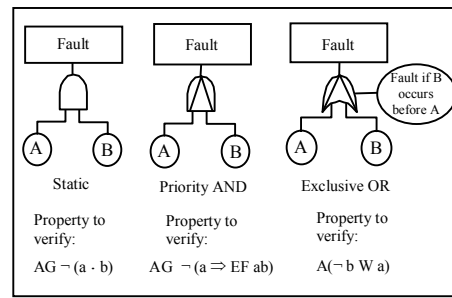 Fault Fault Fault
Fault if B
occurs
before A
A B A B A B
Static Priority AND Exclusive OR
Property to Property to Property to
verify: verify: verify:
AG ¬ (a · b) AG ¬ (a ⇒ EF ab) A(¬ b W a)